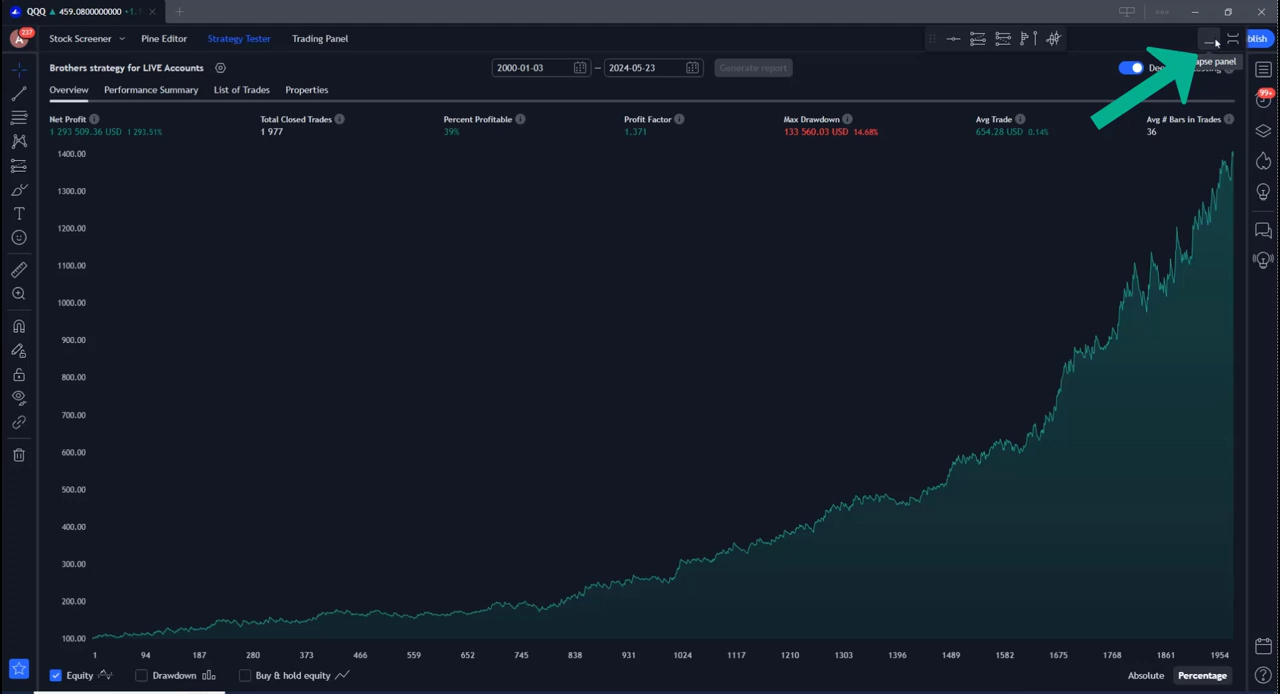 QQQ ▲ 459.0800000000 +1.
237
Stock Screener Pine Editor Strategy Tester Trading Panel
blish
Brothers strategy for LIVE Accounts 2000-01-03 — 2024-05-23 Generate report
apse panel
Overview Performance Summary List of Trades Properties
99+
Net Profit Total Closed Trades Percent Profitable Profit Factor Max Drawdown Avg Trade Avg # Bars in Trades
1 293 509.36 USD 1 293.51% 1 977 39% 1.371 133 560.03 USD 14.68% 654.28 USD 0.14% 36
1400.00
1300.00
1200.00
1100.00
1000.00
900.00
800.00
700.00
600.00
500.00
400.00
300.00
200.00
100.00
1 94 187 280 373 466 559 652 745 838 931 1024 1117 1210 1303 1396 1489 1582 1675 1768 1861 1954
Equity Drawdown Buy & hold equity Absolute Percentage